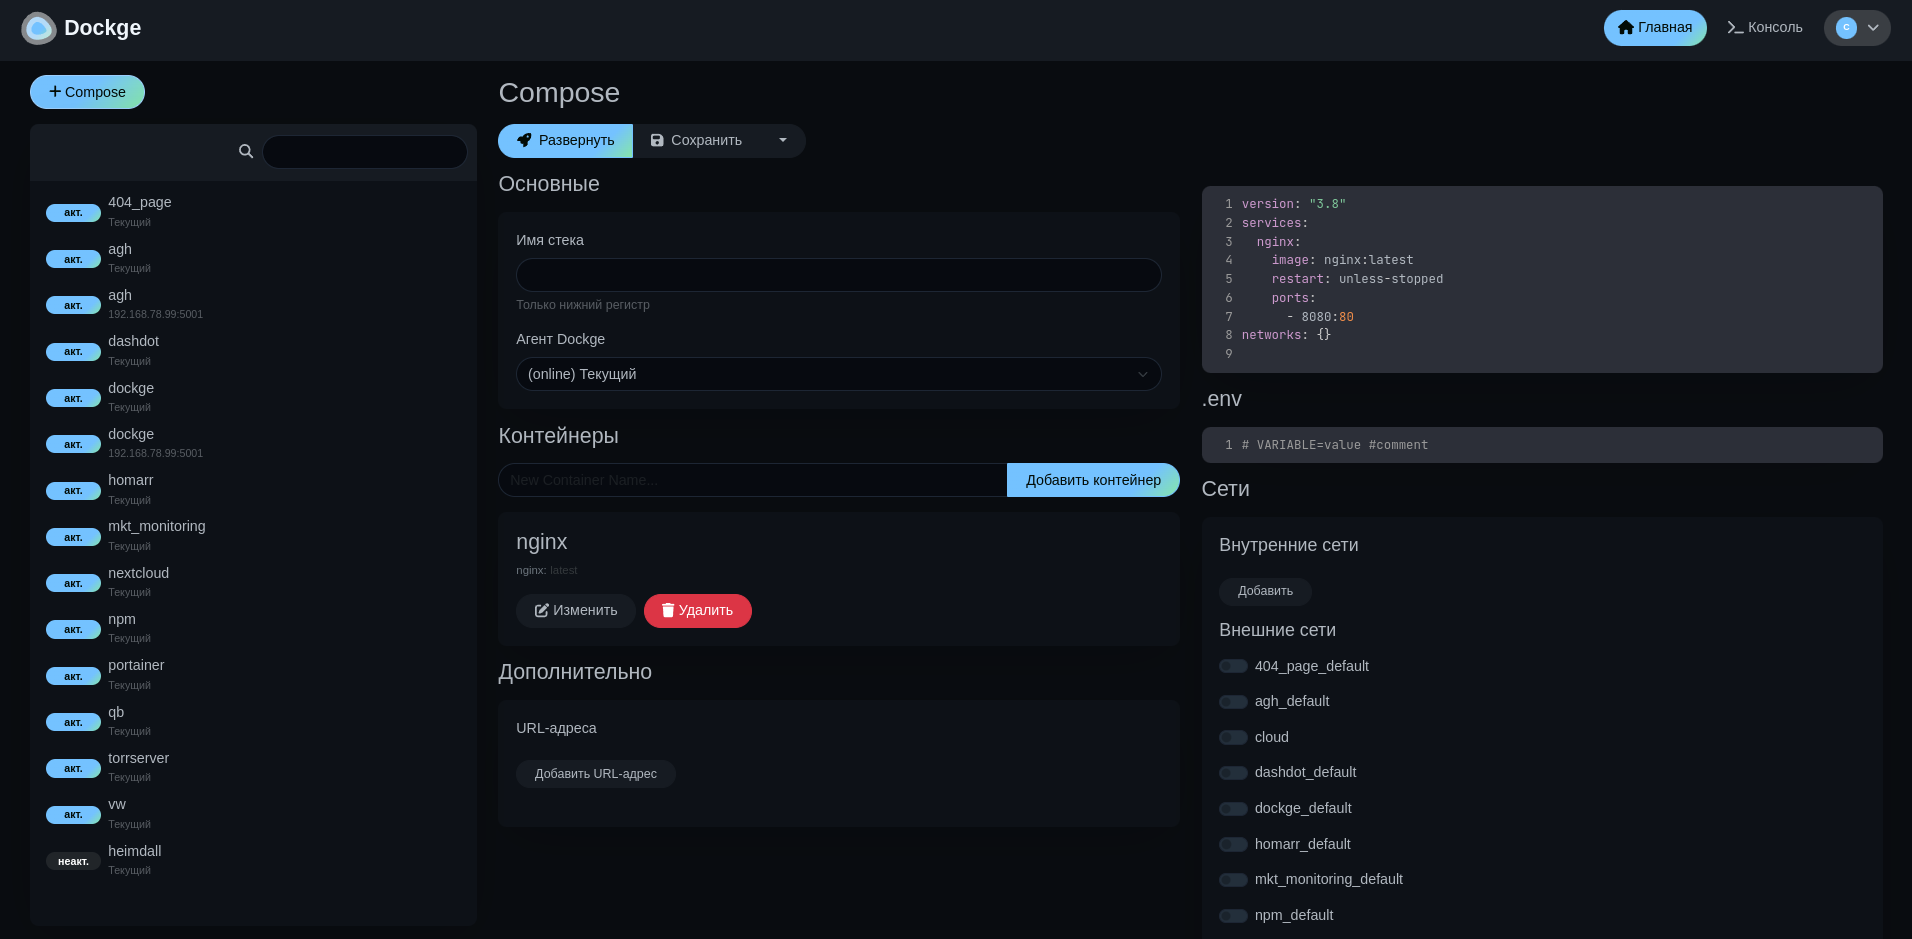 Dockge
Главная
Консоль
C
Compose
акт. 404_page
Текущий
акт. agh
Текущий
акт. agh
192.168.78.99:5001
акт. dashdot
Текущий
акт. dockge
Текущий
акт. dockge
192.168.78.99:5001
акт. homarr
Текущий
акт. mkt_monitoring
Текущий
акт. nextcloud
Текущий
акт. npm
Текущий
акт. portainer
Текущий
акт. qb
Текущий
акт. torrserver
Текущий
акт. vw
Текущий
неакт. heimdall
Текущий
Compose
Развернуть Сохранить
Основные
Имя стека
Только нижний регистр
Агент Dockge
(online) Текущий
Контейнеры
New Container Name...
Добавить контейнер
nginx
nginx: latest
Изменить Удалить
Дополнительно
URL-адреса
Добавить URL-адрес
1 version: "3.8"
2 services:
3 nginx:
4 image: nginx:latest
5 restart: unless-stopped
6 ports:
7 - 8080:80
8 networks: {}
9
.env
1 # VARIABLE=value #comment
Сети
Внутренние сети
Добавить
Внешние сети
404_page_default
agh_default
cloud
dashdot_default
dockge_default
homarr_default
mkt_monitoring_default
npm_default